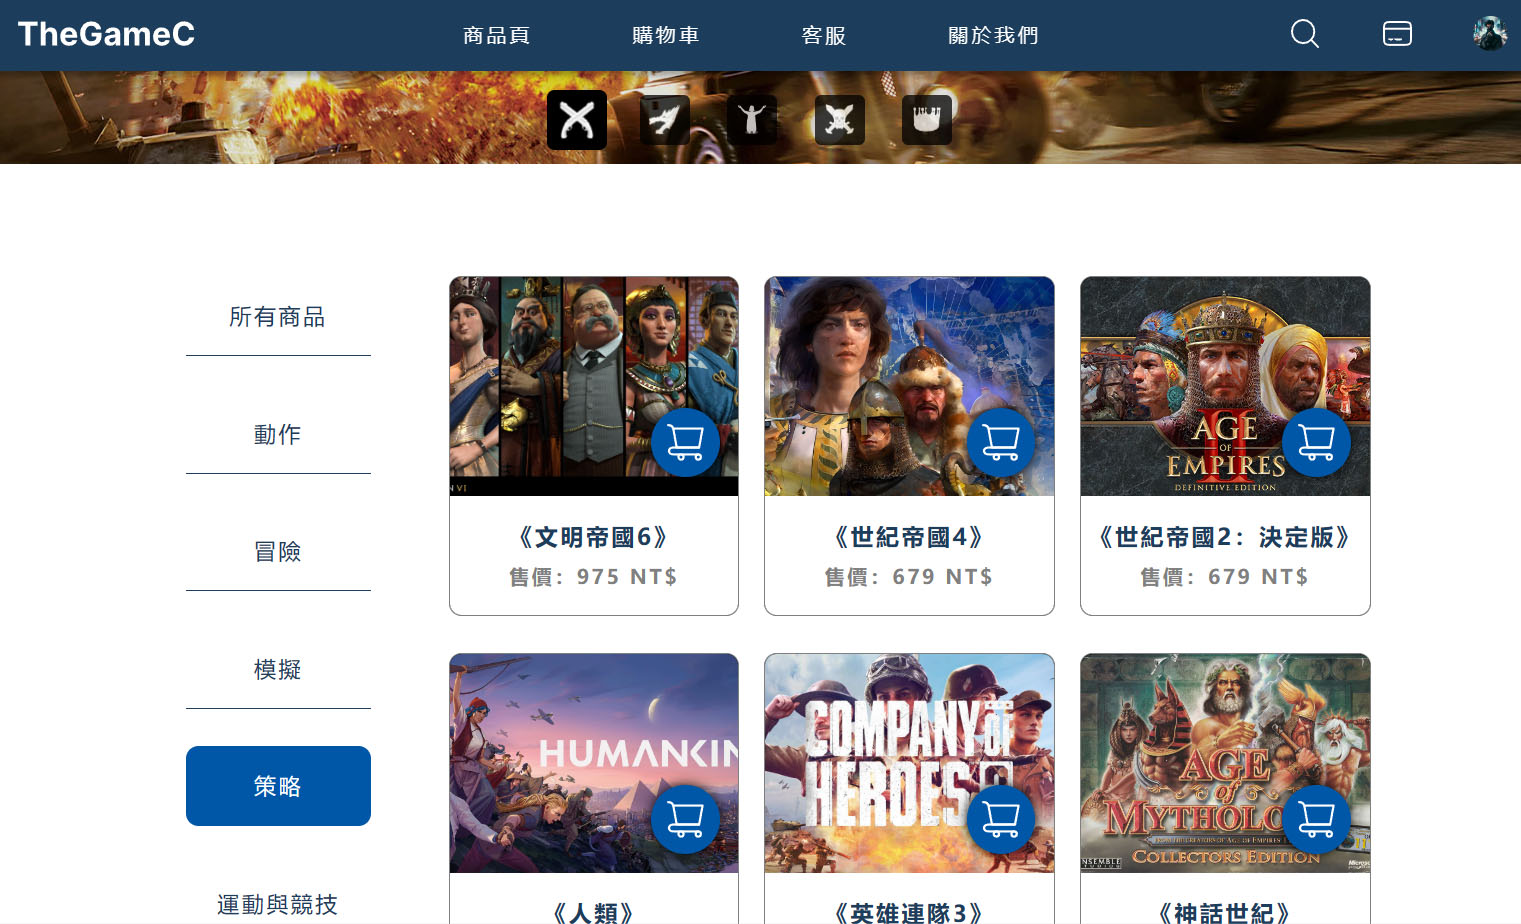 TheGameC
商品頁
購物車
客服
關於我們
所有商品
動作
冒險
模擬
策略
運動與競技
N VI
《文明帝國6》
售價：975 NT$
《世紀帝國4》
售價：679 NT$
AGE
OF
EMPIRES
II
DEFINITIVE EDITION
《世紀帝國2：決定版》
售價：679 NT$
HUMANKIN
《人類》
COMPANY OF
HEROES 3
《英雄連隊3》
AGE
of
MYTHOLO
COLLECTORS EDITION
ENSEMBLE
STUDIOS
《神話世紀》